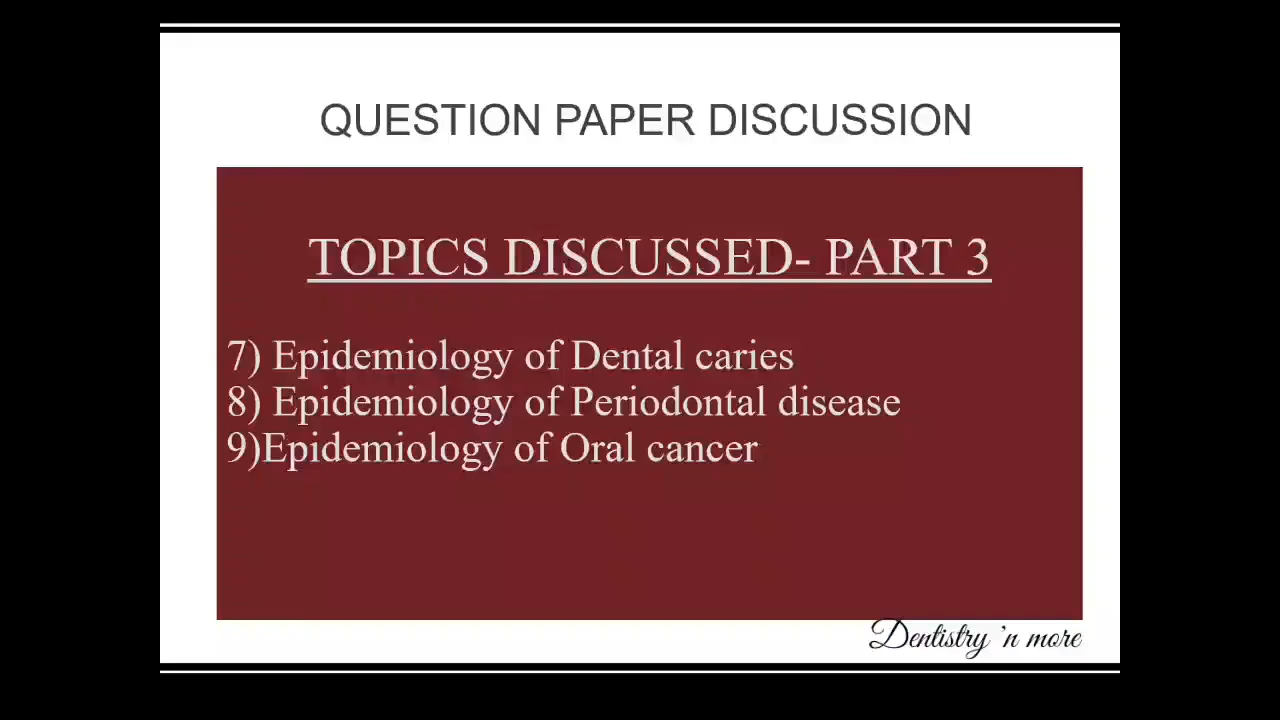 QUESTION PAPER DISCUSSION
TOPICS DISCUSSED- PART 3
7) Epidemiology of Dental caries
8) Epidemiology of Periodontal disease
9)Epidemiology of Oral cancer
Dentistry 'n more